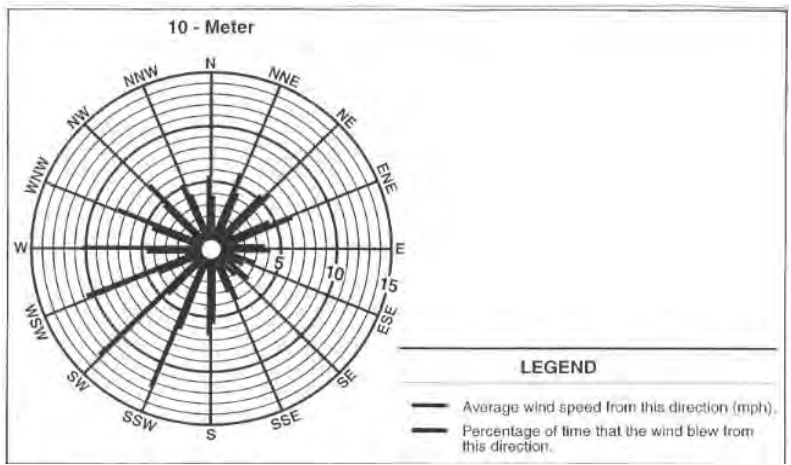 10 - Meter
N
NNE
NE
ENE
E
ESE
SE
SSE
S
SSW
SW
WSW
W
WNW
NW
NNW
5
10
15
LEGEND
Average wind speed from this direction (mph).
Percentage of time that the wind blew from
this direction.